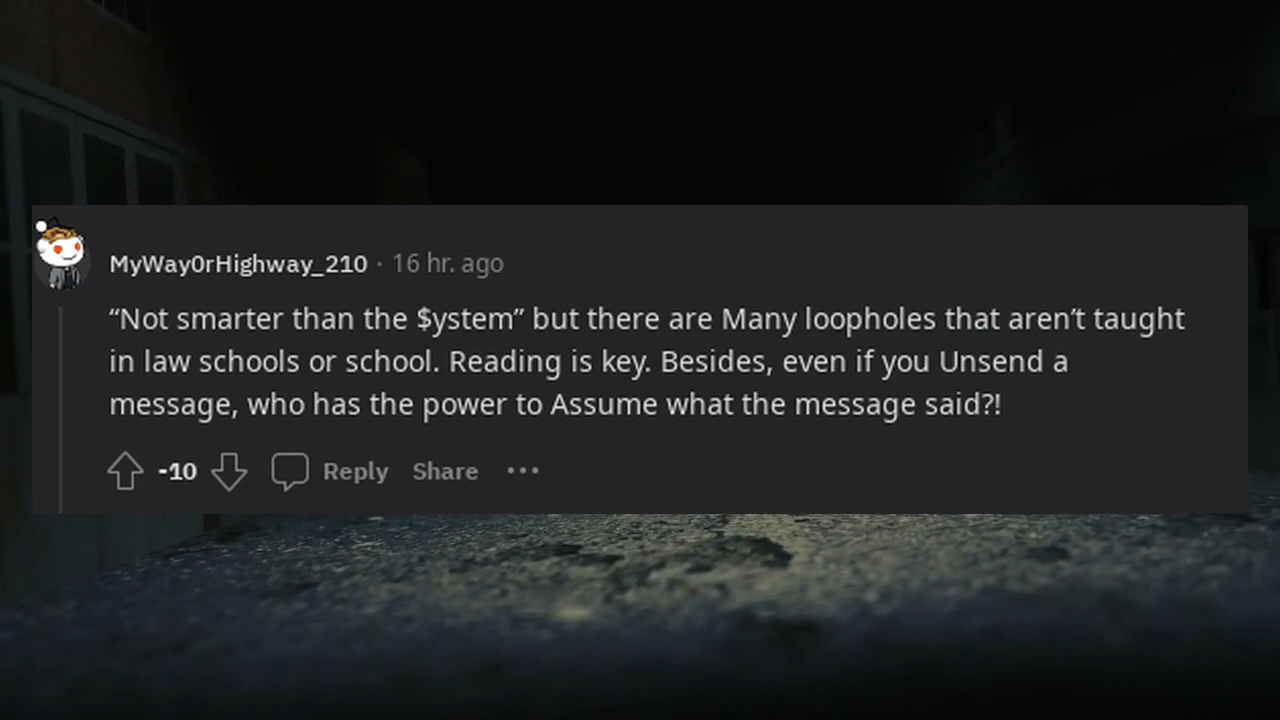 MyWay0rHighway_210 · 16 hr. ago
“Not smarter than the $ystem” but there are Many loopholes that aren’t taught
in law schools or school. Reading is key. Besides, even if you Unsend a
message, who has the power to Assume what the message said?!
-10 Reply Share •••